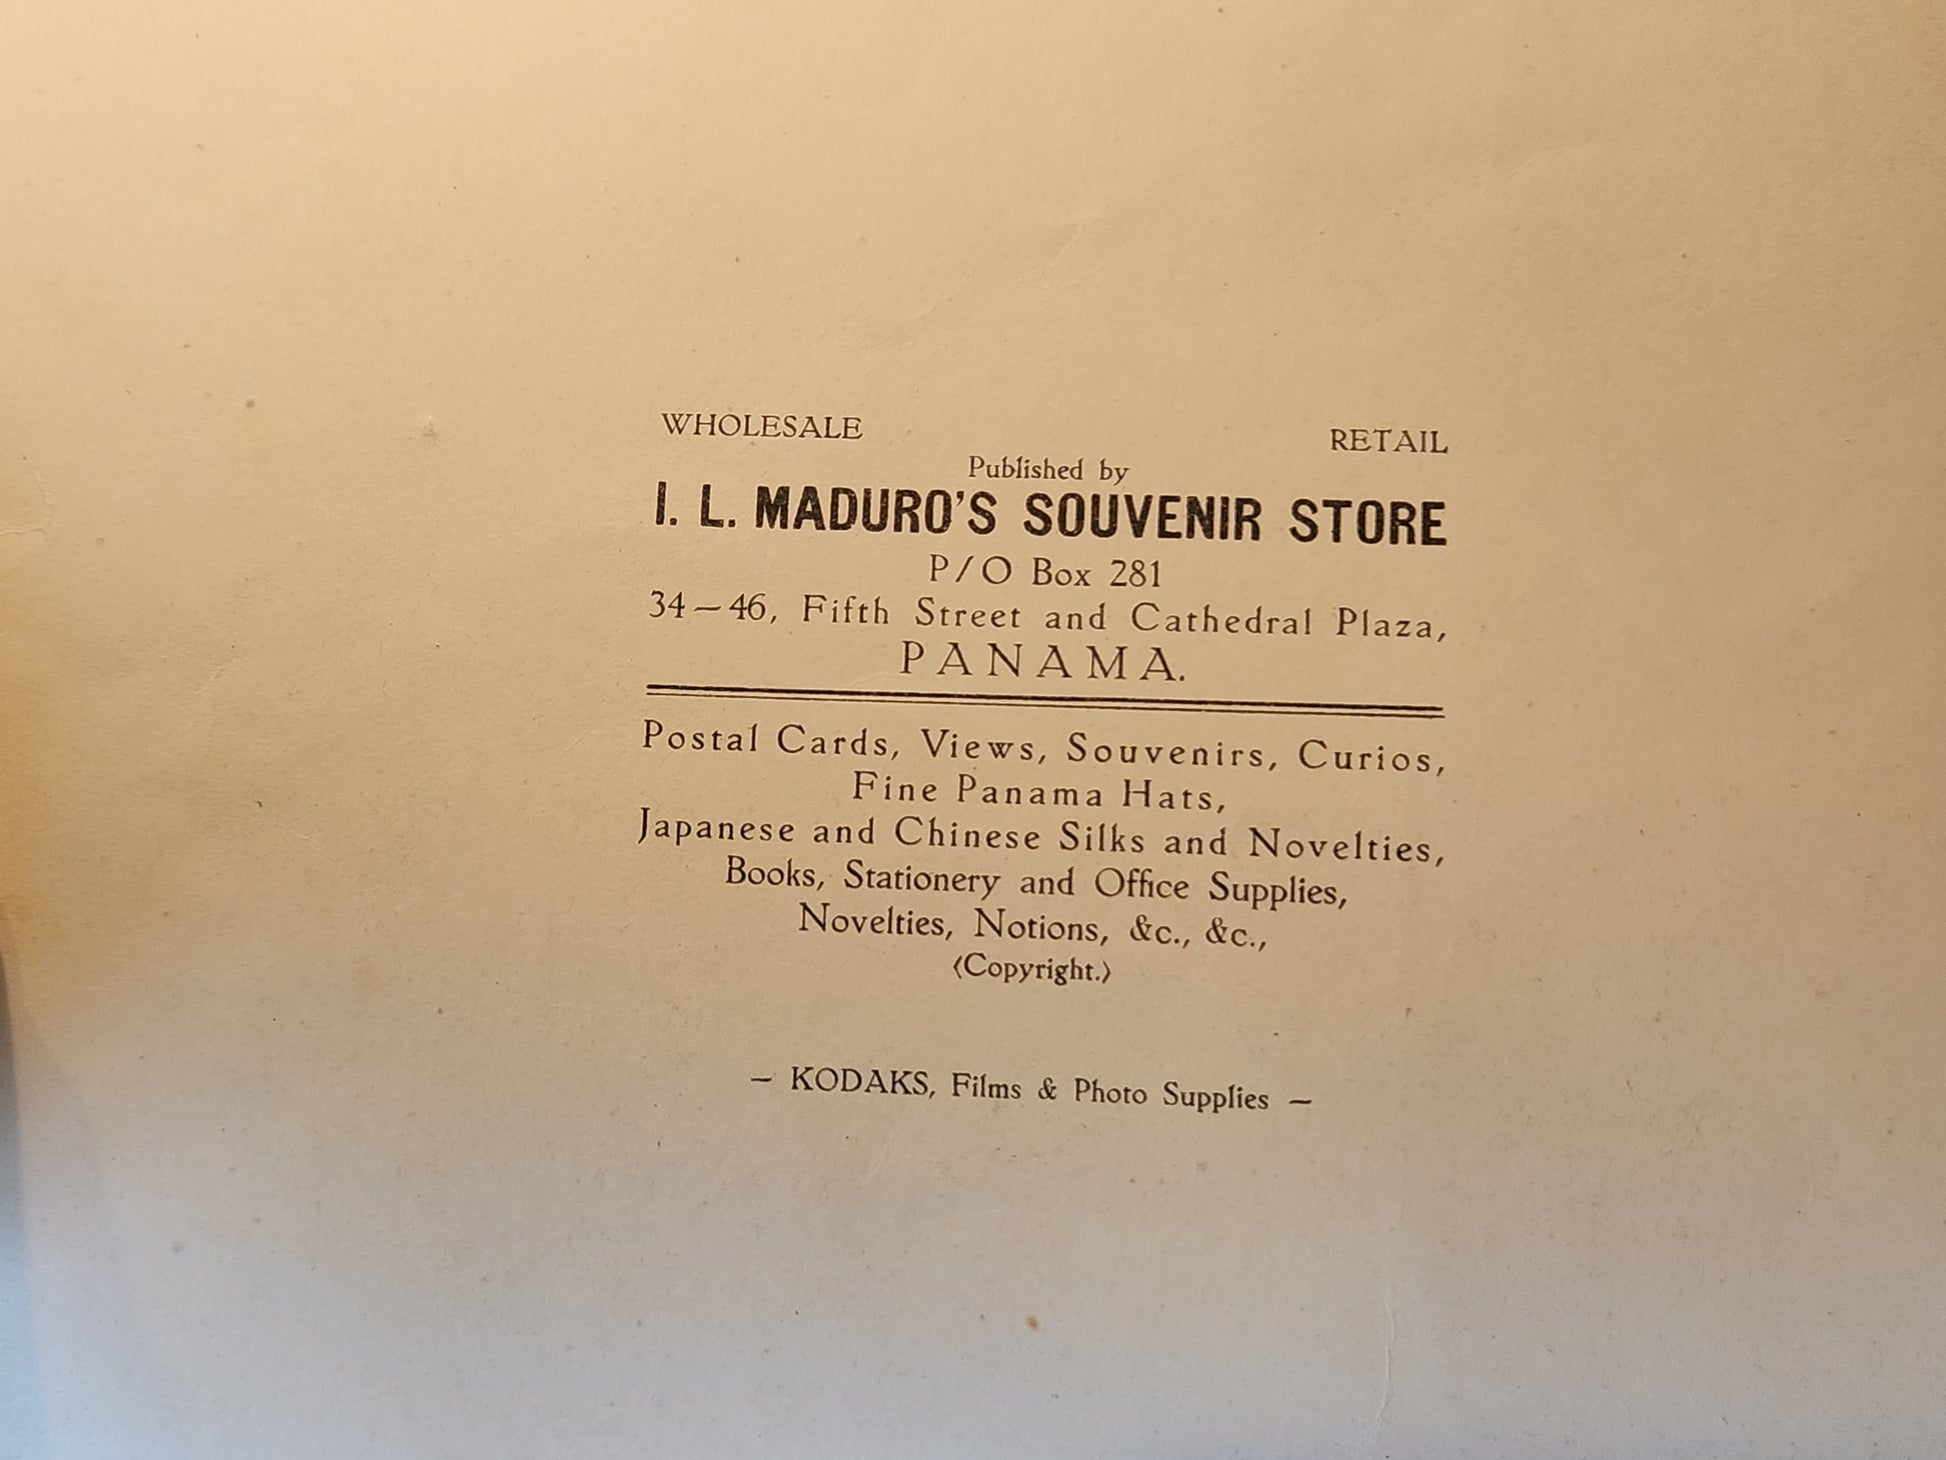 WHOLESALE RETAIL
Published by
I. L. MADURO'S SOUVENIR STORE
P/O Box 281
34—46, Fifth Street and Cathedral Plaza,
PANAMA.
Postal Cards, Views, Souvenirs, Curios,
Fine Panama Hats,
Japanese and Chinese Silks and Novelties,
Books, Stationery and Office Supplies,
Novelties, Notions, &c., &c.,
(Copyright.)
— KODAKS, Films & Photo Supplies —